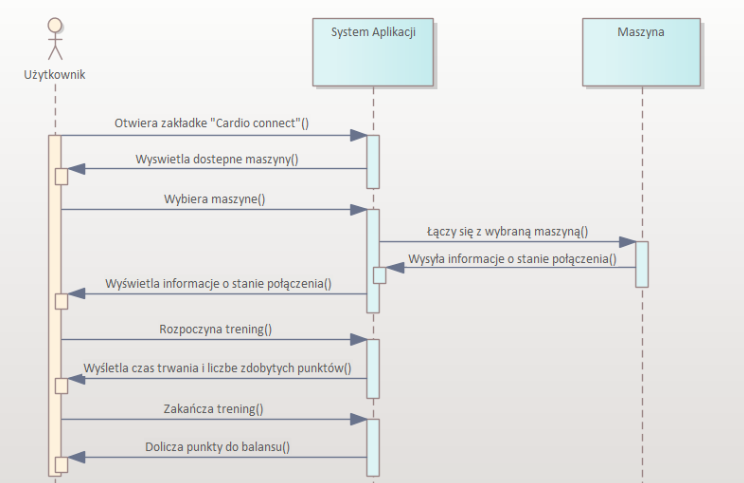 System Aplikacji
Maszyna
Użytkownik
Otwiera zakładke "Cardio connect"()
Wyswietla dostepne maszyny()
Wybiera maszyne()
Łączy się z wybraną maszyną()
Wysyła informacje o stanie połączenia()
Wyświetla informacje o stanie połączenia()
Rozpoczyna trening()
Wyśletla czas trwania i liczbe zdobytych punktów()
Zakańcza trening()
Dolicza punkty do balansu()